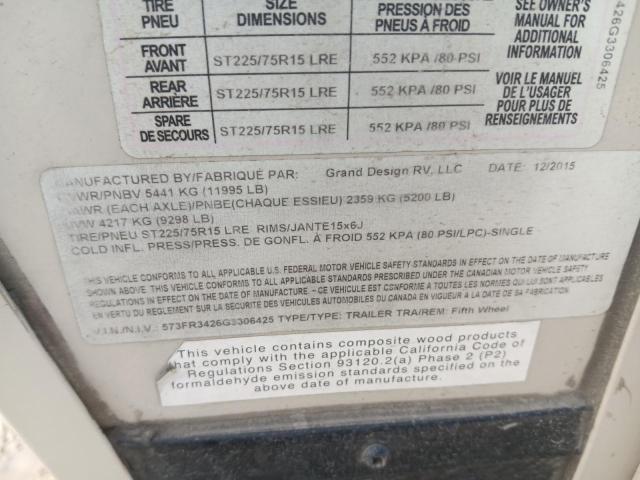 TIRE SIZE
PNEU DIMENSIONS PRESSION DES
PNEUS À FROID
SEE OWNER'S
MANUAL FOR
ADDITIONAL
INFORMATION
FRONT
AVANT ST225/75R15 LRE 552 KPA /80 PSI
REAR
ARRIÈRE ST225/75R15 LRE 552 KPA /80 PSI
SPARE
DE SECOURS ST225/75R15 LRE 552 KPA /80 PSI
VOIR LE MANUEL
DE L'USAGER
POUR PLUS DE
RENSEIGNEMENTS
426G3306425
MANUFACTURED BY/FABRIQUÉ PAR: Grand Design RV, LLC DATE: 12/2015
GVWR/PNBV 5441 KG (11995 LB)
GAWR (EACH AXLE)/PNBE(CHAQUE ESSIEU) 2359 KG (5200 LB)
UVW 4217 KG (9298 LB)
TIRE/PNEU ST225/75R15 LRE RIMS/JANTE15x6J
COLD INFL. PRESS/PRESS. DE GONFL. À FROID 552 KPA (80 PSI/LPC)-SINGLE
THIS VEHICLE CONFORMS TO ALL APPLICABLE U.S. FEDERAL MOTOR VEHICLE SAFETY STANDARDS IN EFFECT ON THE DATE OF MANUFACTURE
SHOWN ABOVE. THIS VEHICLE CONFORMS TO ALL APPLICABLE STANDARDS PRESCRIBED UNDER THE CANADIAN MOTOR VEHICLE SAFETY
REGULATIONS IN EFFECT ON THE DATE OF MANUFACTURE – CE VÉHICULE EST CONFORME À TOUTES LES NORMES QUI LUI SONT APPLICABLES
EN VERTU DU RÈGLEMENT SUR LA SÉCURITÉ DES VÉHICULES AUTOMOBILES DU CANADA EN VIGUEUR À LA DATE DE SA FABRICATION.
V.I.N./N.I.V.: 573FR3426G3306425 TYPE/TYPE: TRAILER TRA/REM: Fifth Wheel
This vehicle contains composite wood products
that comply with the applicable California Code of
Regulations Section 93120.2(a) Phase 2 (P2)
formaldehyde emission standards specified on the
above date of manufacture.